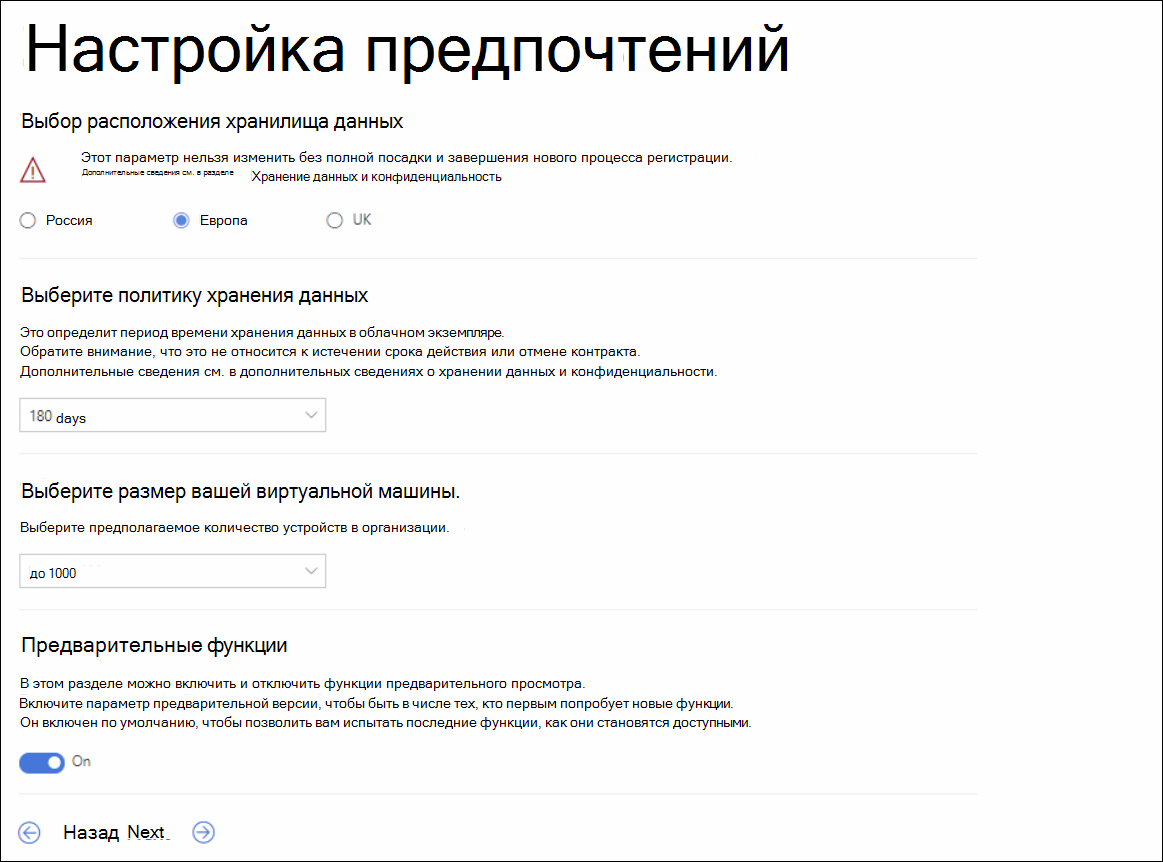 Настройка предпочтений
Выбор расположения хранилища данных
Этот параметр нельзя изменить без полной посадки и завершения нового процесса регистрации.
Дополнительные сведения см. в разделе Хранение данных и конфиденциальность
Россия Европа UK
Выберите политику хранения данных
Это определит период времени хранения данных в облачном экземпляре.
Обратите внимание, что это не относится к истечении срока действия или отмене контракта.
Дополнительные сведения см. в дополнительных сведениях о хранении данных и конфиденциальности.
180 days
Выберите размер вашей виртуальной машины.
Выберите предполагаемое количество устройств в организации.
до 1000
Предварительные функции
В этом разделе можно включить и отключить функции предварительного просмотра.
Включите параметр предварительной версии, чтобы быть в числе тех, кто первым попробует новые функции.
Он включен по умолчанию, чтобы позволить вам испытать последние функции, как они становятся доступными.
On
Назад Next